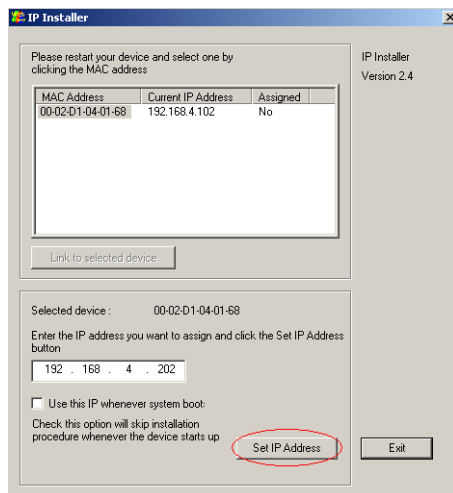 IP Installer
Please restart your device and select one by
clicking the MAC address
IP Installer
Version 2.4
MAC Address Current IP Address Assigned
00-02-D1-04-01-68 192.168.4.102 No
Link to selected device
Selected device : 00-02-D1-04-01-68
Enter the IP address you want to assign and click the Set IP Address
button
192 . 168 . 4 . 202
Use this IP whenever system boot:
Check this option will skip installation
procedure whenever the device starts up
Set IP Address
Exit